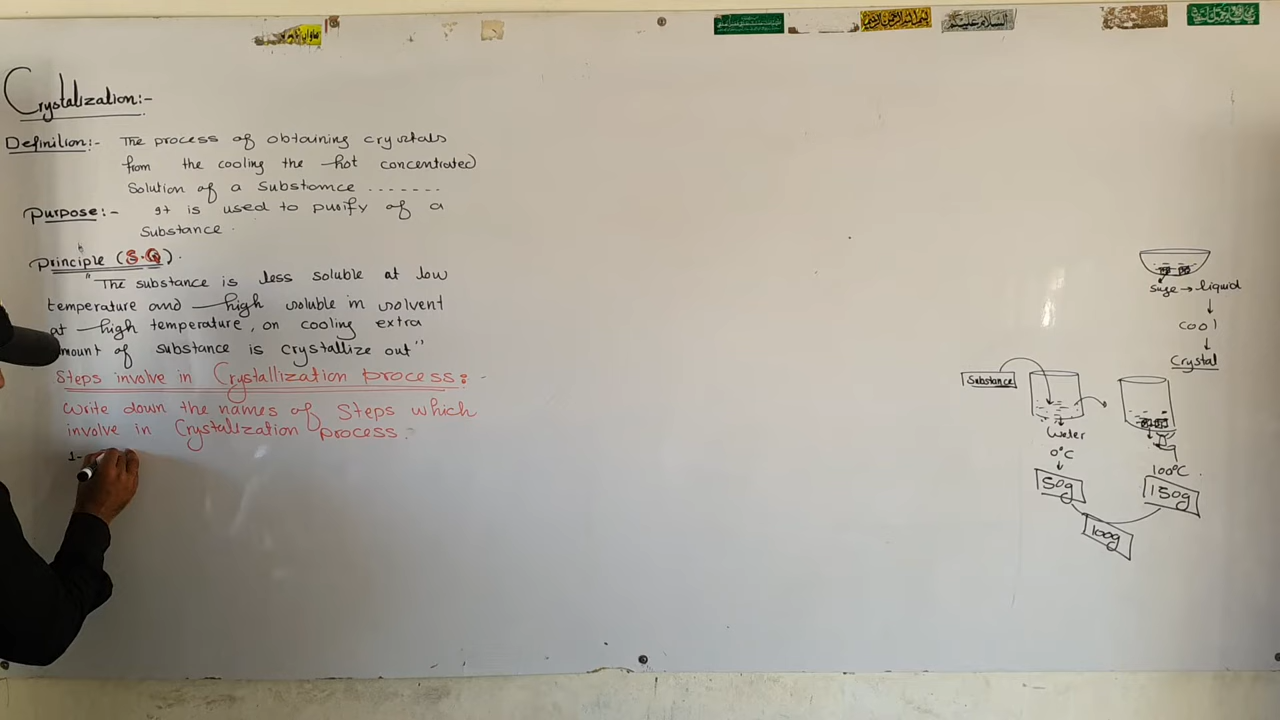 السلام علیکم
Crystalization:-
Definition:- The process of obtaining crystals
from the cooling the hot concentrated
Solution of a Substance .......
Purpose:- It is used to purify of a
Substance.
Principle (S.Q).
"The substance is less soluble at low
temperature and high soluble in solvent
at high temperature, on cooling extra
amount of substance is crystallize out"
Steps involve in Crystallization process:-
Write down the names of Steps which
involve in Crystalization process.
1-
liquid
cool
Crystal
Substance
Water
0°C
50g
100°C
150g
100g